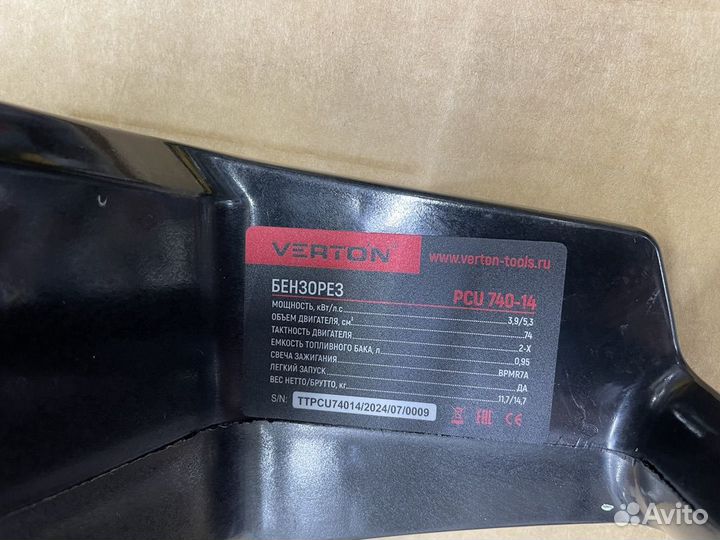 VERTON
www.verton-tools.ru
БЕНЗОРЕЗ PCU 740-14
МОЩНОСТЬ, кВт/л.с 3,9/5,3
ОБЪЕМ ДВИГАТЕЛЯ, см³ 74
ТАКТНОСТЬ ДВИГАТЕЛЯ 2-Х
ЕМКОСТЬ ТОПЛИВНОГО БАКА, л 0,95
СВЕЧА ЗАЖИГАНИЯ BPMR7A
ЛЕГКИЙ ЗАПУСК ДА
ВЕС НЕТТО/БРУТТО, кг 11,7/14,7
S/N: TTPCU74014/2024/07/0009 EAC CE
Avito